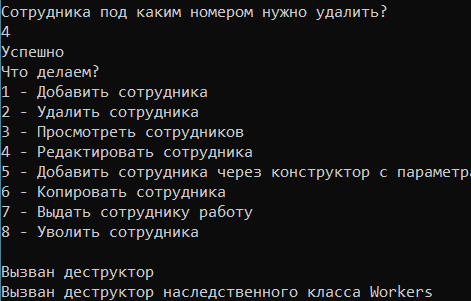 Сотрудника под каким номером нужно удалить?
4
Успешно
Что делаем?
1 - Добавить сотрудника
2 - Удалить сотрудника
3 - Просмотреть сотрудников
4 - Редактировать сотрудника
5 - Добавить сотрудника через конструктор с парамет
6 - Копировать сотрудника
7 - Выдать сотруднику работу
8 - Уволить сотрудника
Вызван деструктор
Вызван деструктор наследственного класса Workers